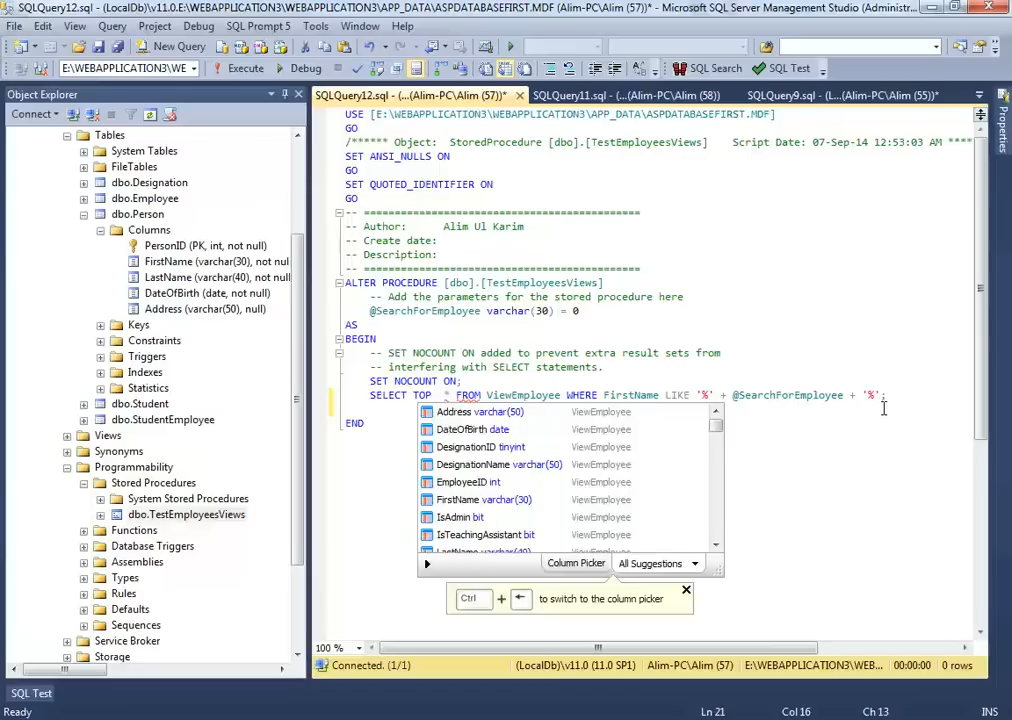 SQLQuery12.sql - (LocalDb)\v11.0.E:\WEBAPPLICATION3\WEBAPPLICATION3\APP_DATA\ASPDATABASEFIRST.MDF (Alim-PC\Alim (57))* - Microsoft SQL Server Management Studio (Administr...
File Edit View Query Project Debug SQL Prompt 5 Tools Window Help
New Query
E:\WEBAPPLICATION3\WE Execute Debug SQL Search SQL Test
Object Explorer
SQLQuery12.sql - (...(Alim-PC\Alim (57))* SQLQuery11.sql - (...(Alim-PC\Alim (58)) SQLQuery9.sql - (L...(Alim-PC\Alim (55))*
Connect
Properties
Tables
System Tables
FileTables
dbo.Designation
dbo.Employee
dbo.Person
Columns
PersonID (PK, int, not null)
FirstName (varchar(30), not nul
LastName (varchar(40), not null
DateOfBirth (date, not null)
Address (varchar(50), null)
Keys
Constraints
Triggers
Indexes
Statistics
dbo.Student
dbo.StudentEmployee
Views
Synonyms
Programmability
Stored Procedures
System Stored Procedures
dbo.TestEmployeesViews
Functions
Database Triggers
Assemblies
Types
Rules
Defaults
Sequences
Service Broker
Storage
USE [E:\WEBAPPLICATION3\WEBAPPLICATION3\APP_DATA\ASPDATABASEFIRST.MDF]
GO
/****** Object:  StoredProcedure [dbo].[TestEmployeesViews]    Script Date: 07-Sep-14 12:53:03 AM ****
SET ANSI_NULLS ON
GO
SET QUOTED_IDENTIFIER ON
GO
-- =============================================
-- Author:      Alim Ul Karim
-- Create date:
-- Description:
-- =============================================
ALTER PROCEDURE [dbo].[TestEmployeesViews]
-- Add the parameters for the stored procedure here
@SearchForEmployee varchar(30) = 0
AS
BEGIN
-- SET NOCOUNT ON added to prevent extra result sets from
-- interfering with SELECT statements.
SET NOCOUNT ON;
SELECT TOP  * FROM ViewEmployee WHERE FirstName LIKE '%' + @SearchForEmployee + '%';
END
Address varchar(50) ViewEmployee
DateOfBirth date ViewEmployee
DesignationID tinyint ViewEmployee
DesignationName varchar(50) ViewEmployee
EmployeeID int ViewEmployee
FirstName varchar(30) ViewEmployee
IsAdmin bit ViewEmployee
IsTeachingAssistant bit ViewEmployee
LastName varchar(40) ViewEmployee
Column Picker All Suggestions
Ctrl + to switch to the column picker
100 %
Connected. (1/1) (LocalDb)\v11.0 (11.0 SP1) Alim-PC\Alim (57) E:\WEBAPPLICATION3\WEB... 00:00:00 0 rows
SQL Test
Ready Ln 21 Col 16 Ch 13 INS